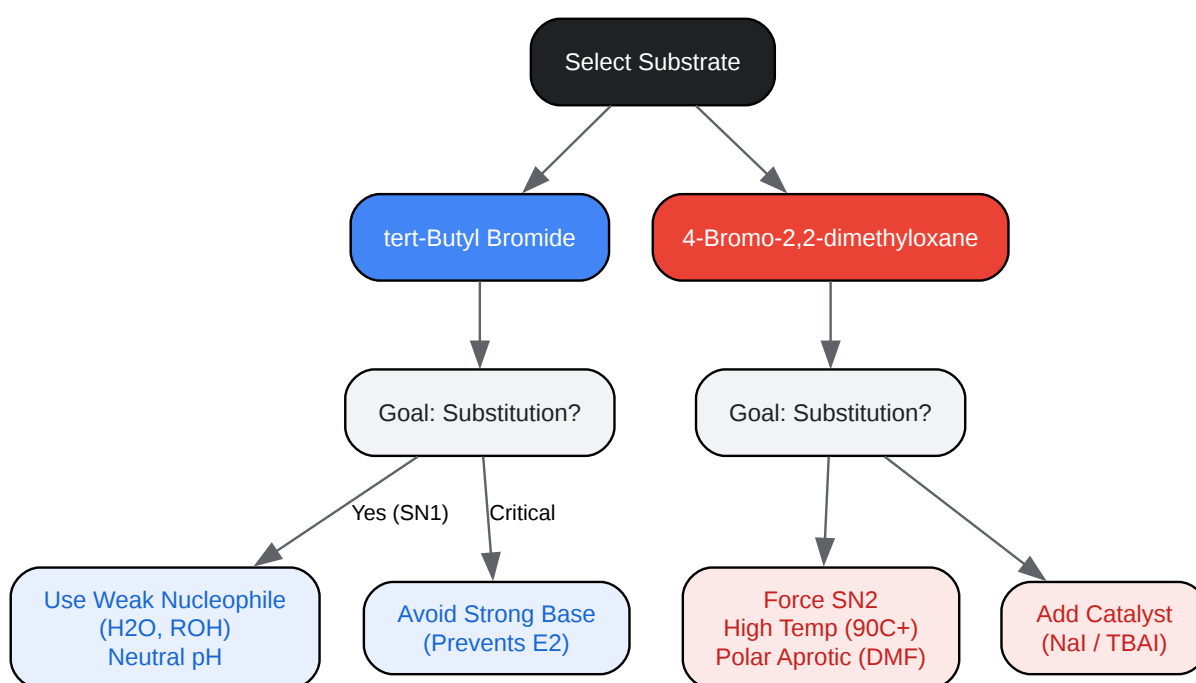 Select Substrate
tert-Butyl Bromide
4-Bromo-2,2-dimethyloxane
Goal: Substitution?
Goal: Substitution?
Yes (SN1)
Critical
Use Weak Nucleophile
(H2O, ROH)
Neutral pH
Avoid Strong Base
(Prevents E2)
Force SN2
High Temp (90C+)
Polar Aprotic (DMF)
Add Catalyst
(NaI / TBAI)